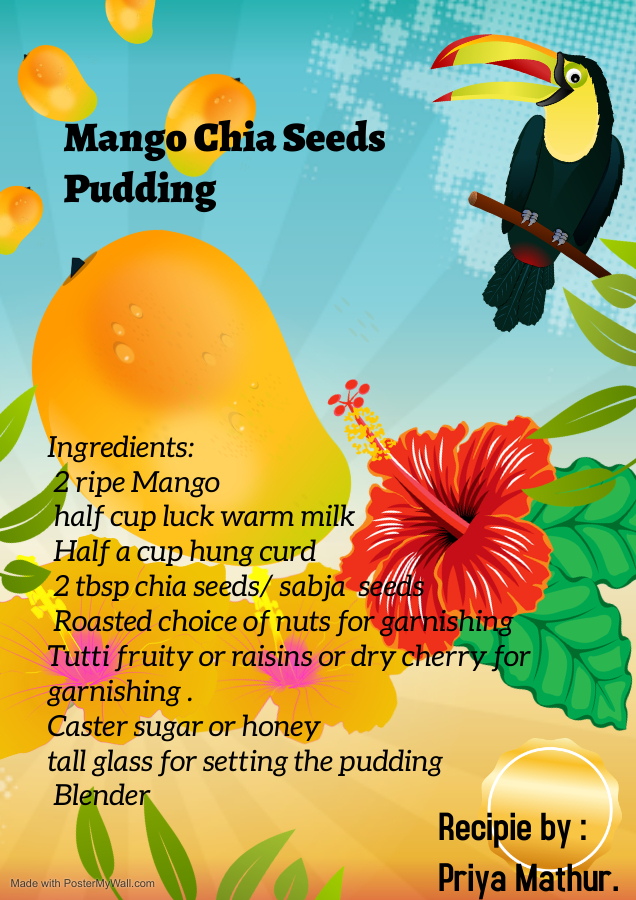 Mango Chia Seeds
Pudding
Ingredients:
2 ripe Mango
half cup luck warm milk
Half a cup hung curd
2 tbsp chia seeds/ sabja seeds
Roasted choice of nuts for garnishing
Tutti fruity or raisins or dry cherry for
garnishing .
Caster sugar or honey
tall glass for setting the pudding
Blender
Recipie by :
Priya Mathur.
Made with PosterMyWall.com